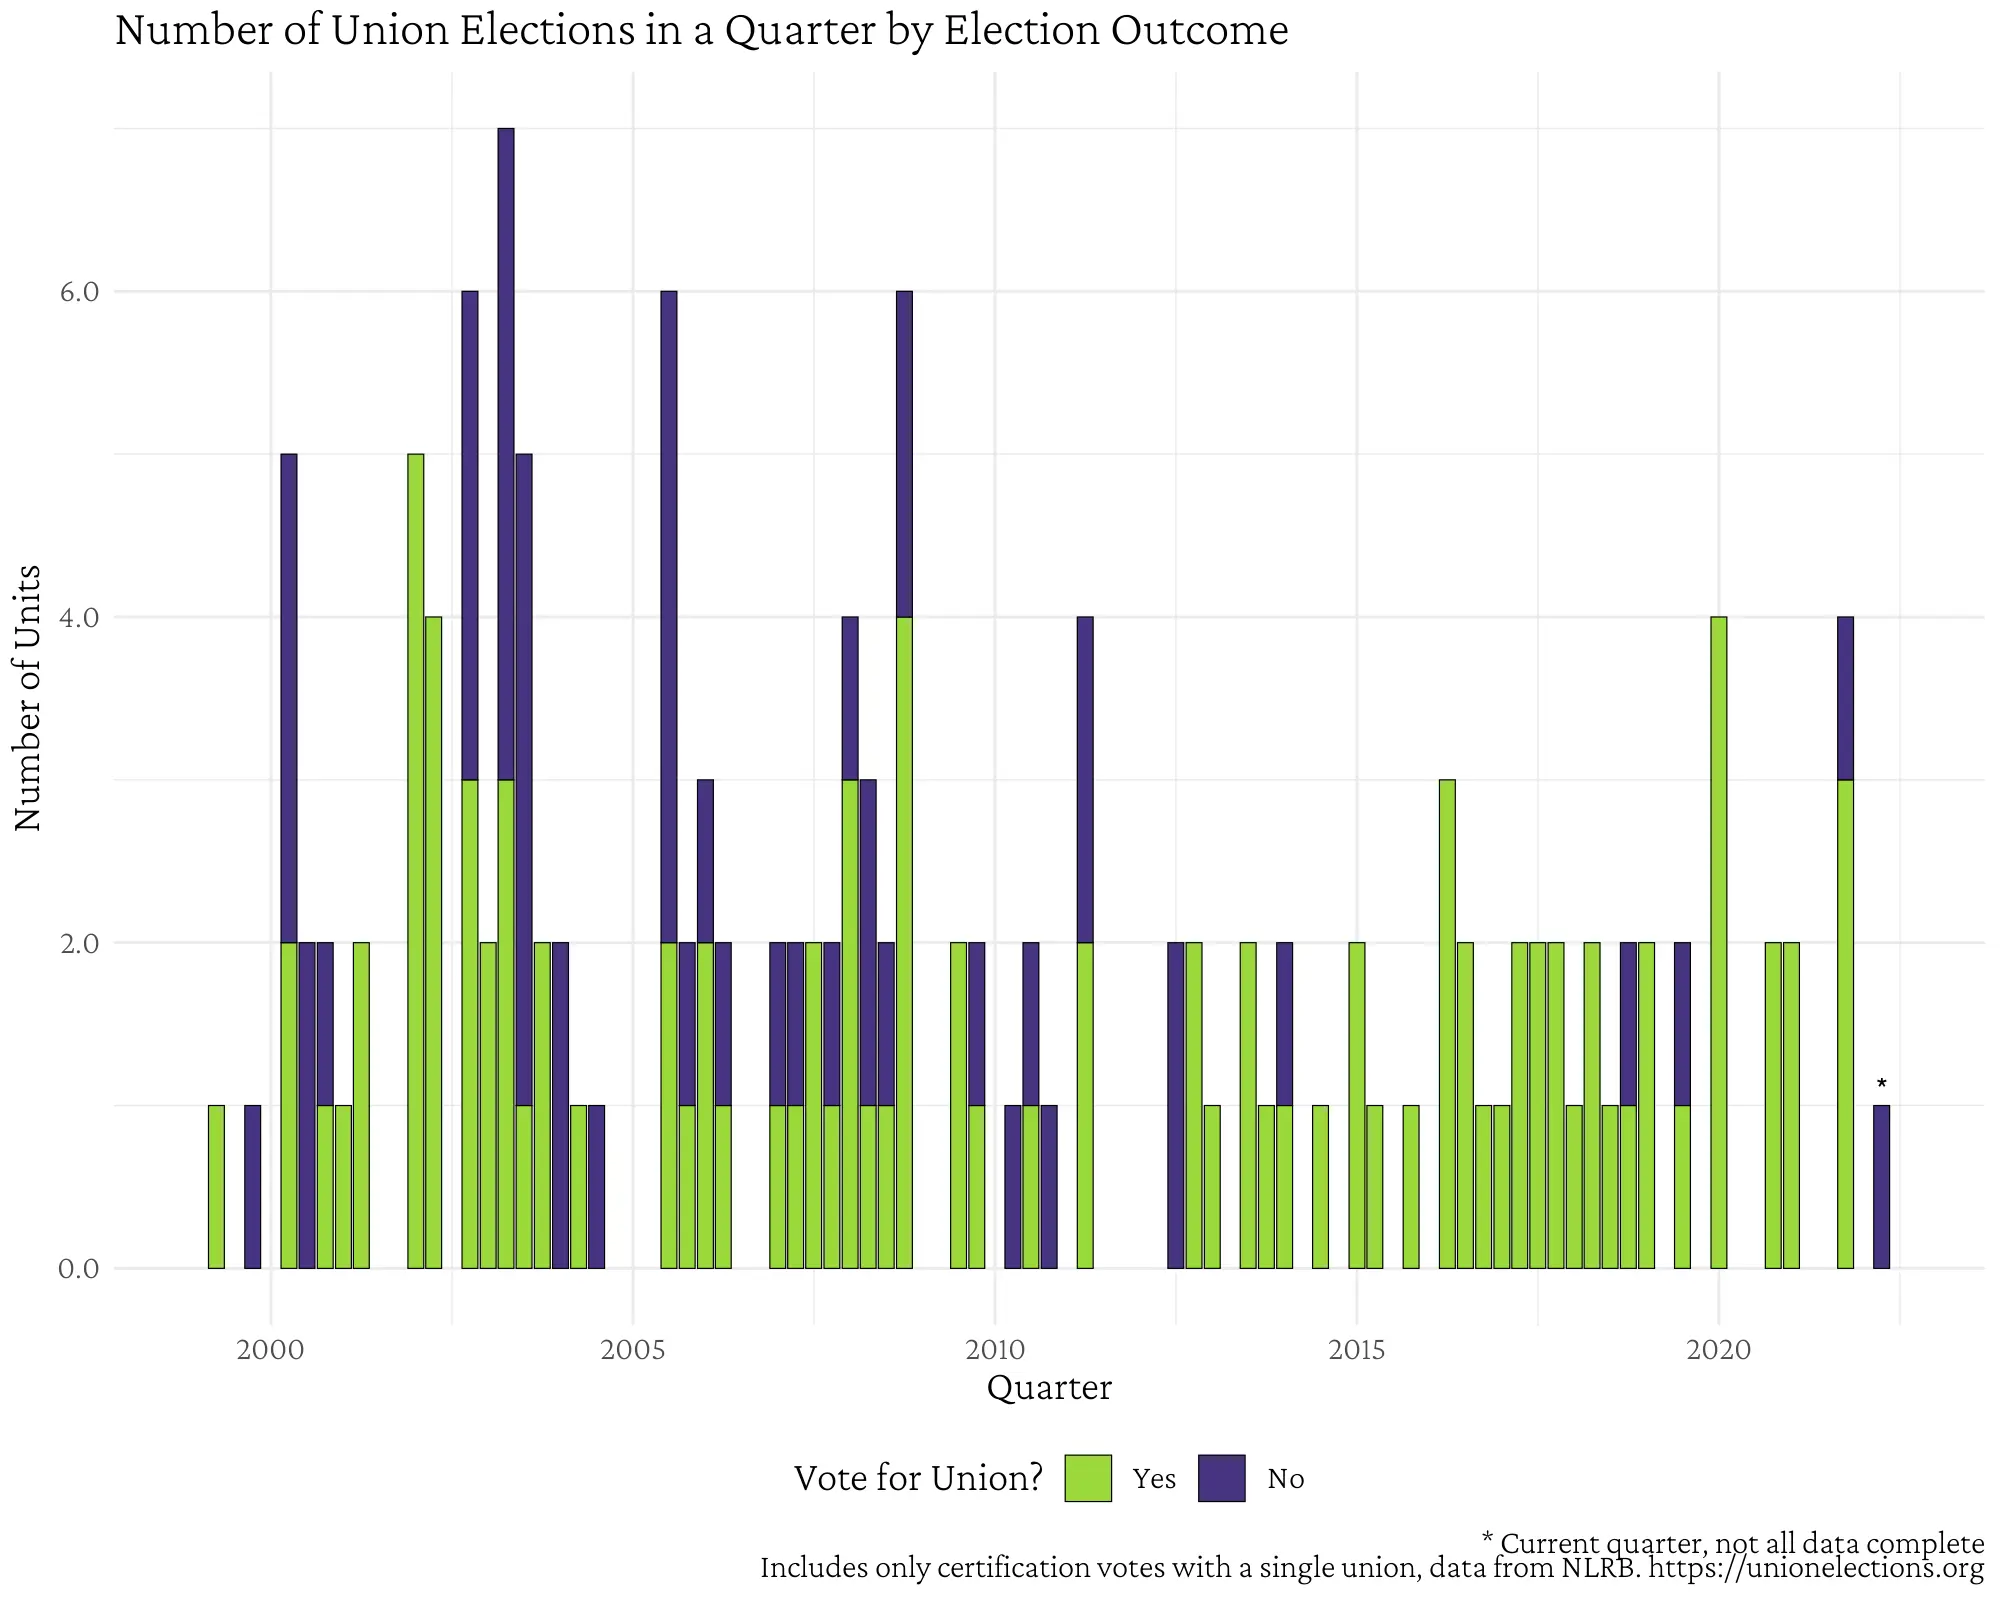 Number of Union Elections in a Quarter by Election Outcome
Number of Units
6.0
4.0
2.0
0.0
*
2000 2005 2010 2015 2020
Quarter
Vote for Union? Yes No
* Current quarter, not all data complete
Includes only certification votes with a single union, data from NLRB. https://unionelections.org